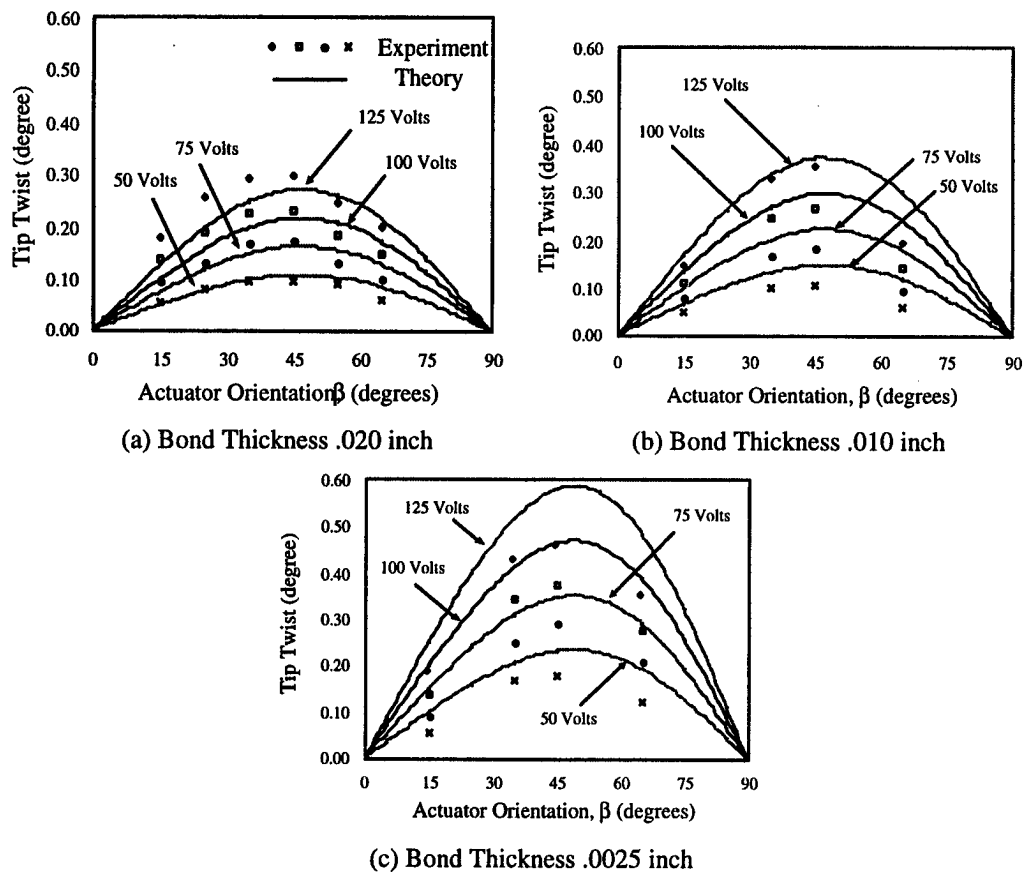 0.60
0.50
0.40
0.30
0.20
0.10
0.00
Tip Twist (degree)
Experiment
Theory
125 Volts
75 Volts
100 Volts
50 Volts
0 15 30 45 60 75 90
Actuator Orientationβ (degrees)
(a) Bond Thickness .020 inch
0.60
0.50
0.40
0.30
0.20
0.10
0.00
Tip Twist (degree)
125 Volts
100 Volts
75 Volts
50 Volts
0 15 30 45 60 75 90
Actuator Orientation, β (degrees)
(b) Bond Thickness .010 inch
0.60
0.50
0.40
0.30
0.20
0.10
0.00
Tip Twist (degree)
125 Volts
75 Volts
100 Volts
50 Volts
0 15 30 45 60 75 90
Actuator Orientation, β (degrees)
(c) Bond Thickness .0025 inch